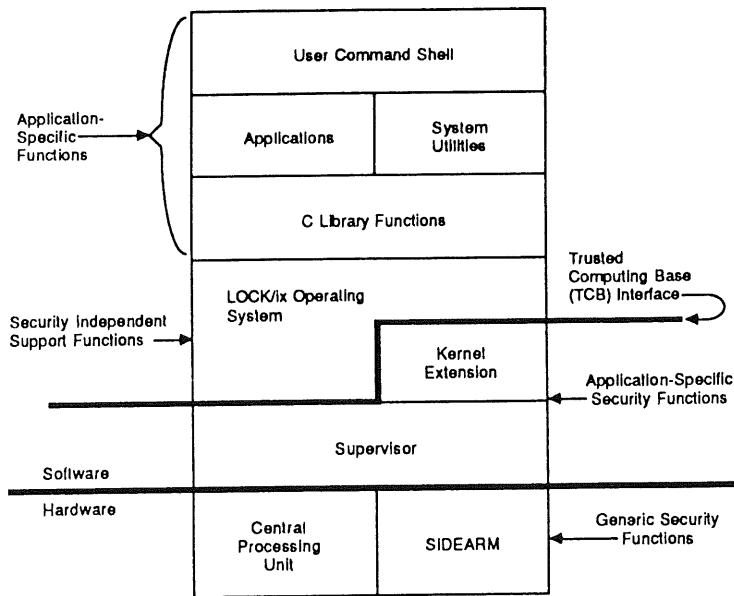 User Command Shell
Application-
Specific
Functions
Applications
System
Utilities
C Library Functions
Trusted
Computing Base
(TCB) Interface
LOCK/ix Operating
System
Security Independent
Support Functions
Kernel
Extension
Application-Specific
Security Functions
Supervisor
Software
Hardware
Central
Processing
Unit
SIDEARM
Generic Security
Functions